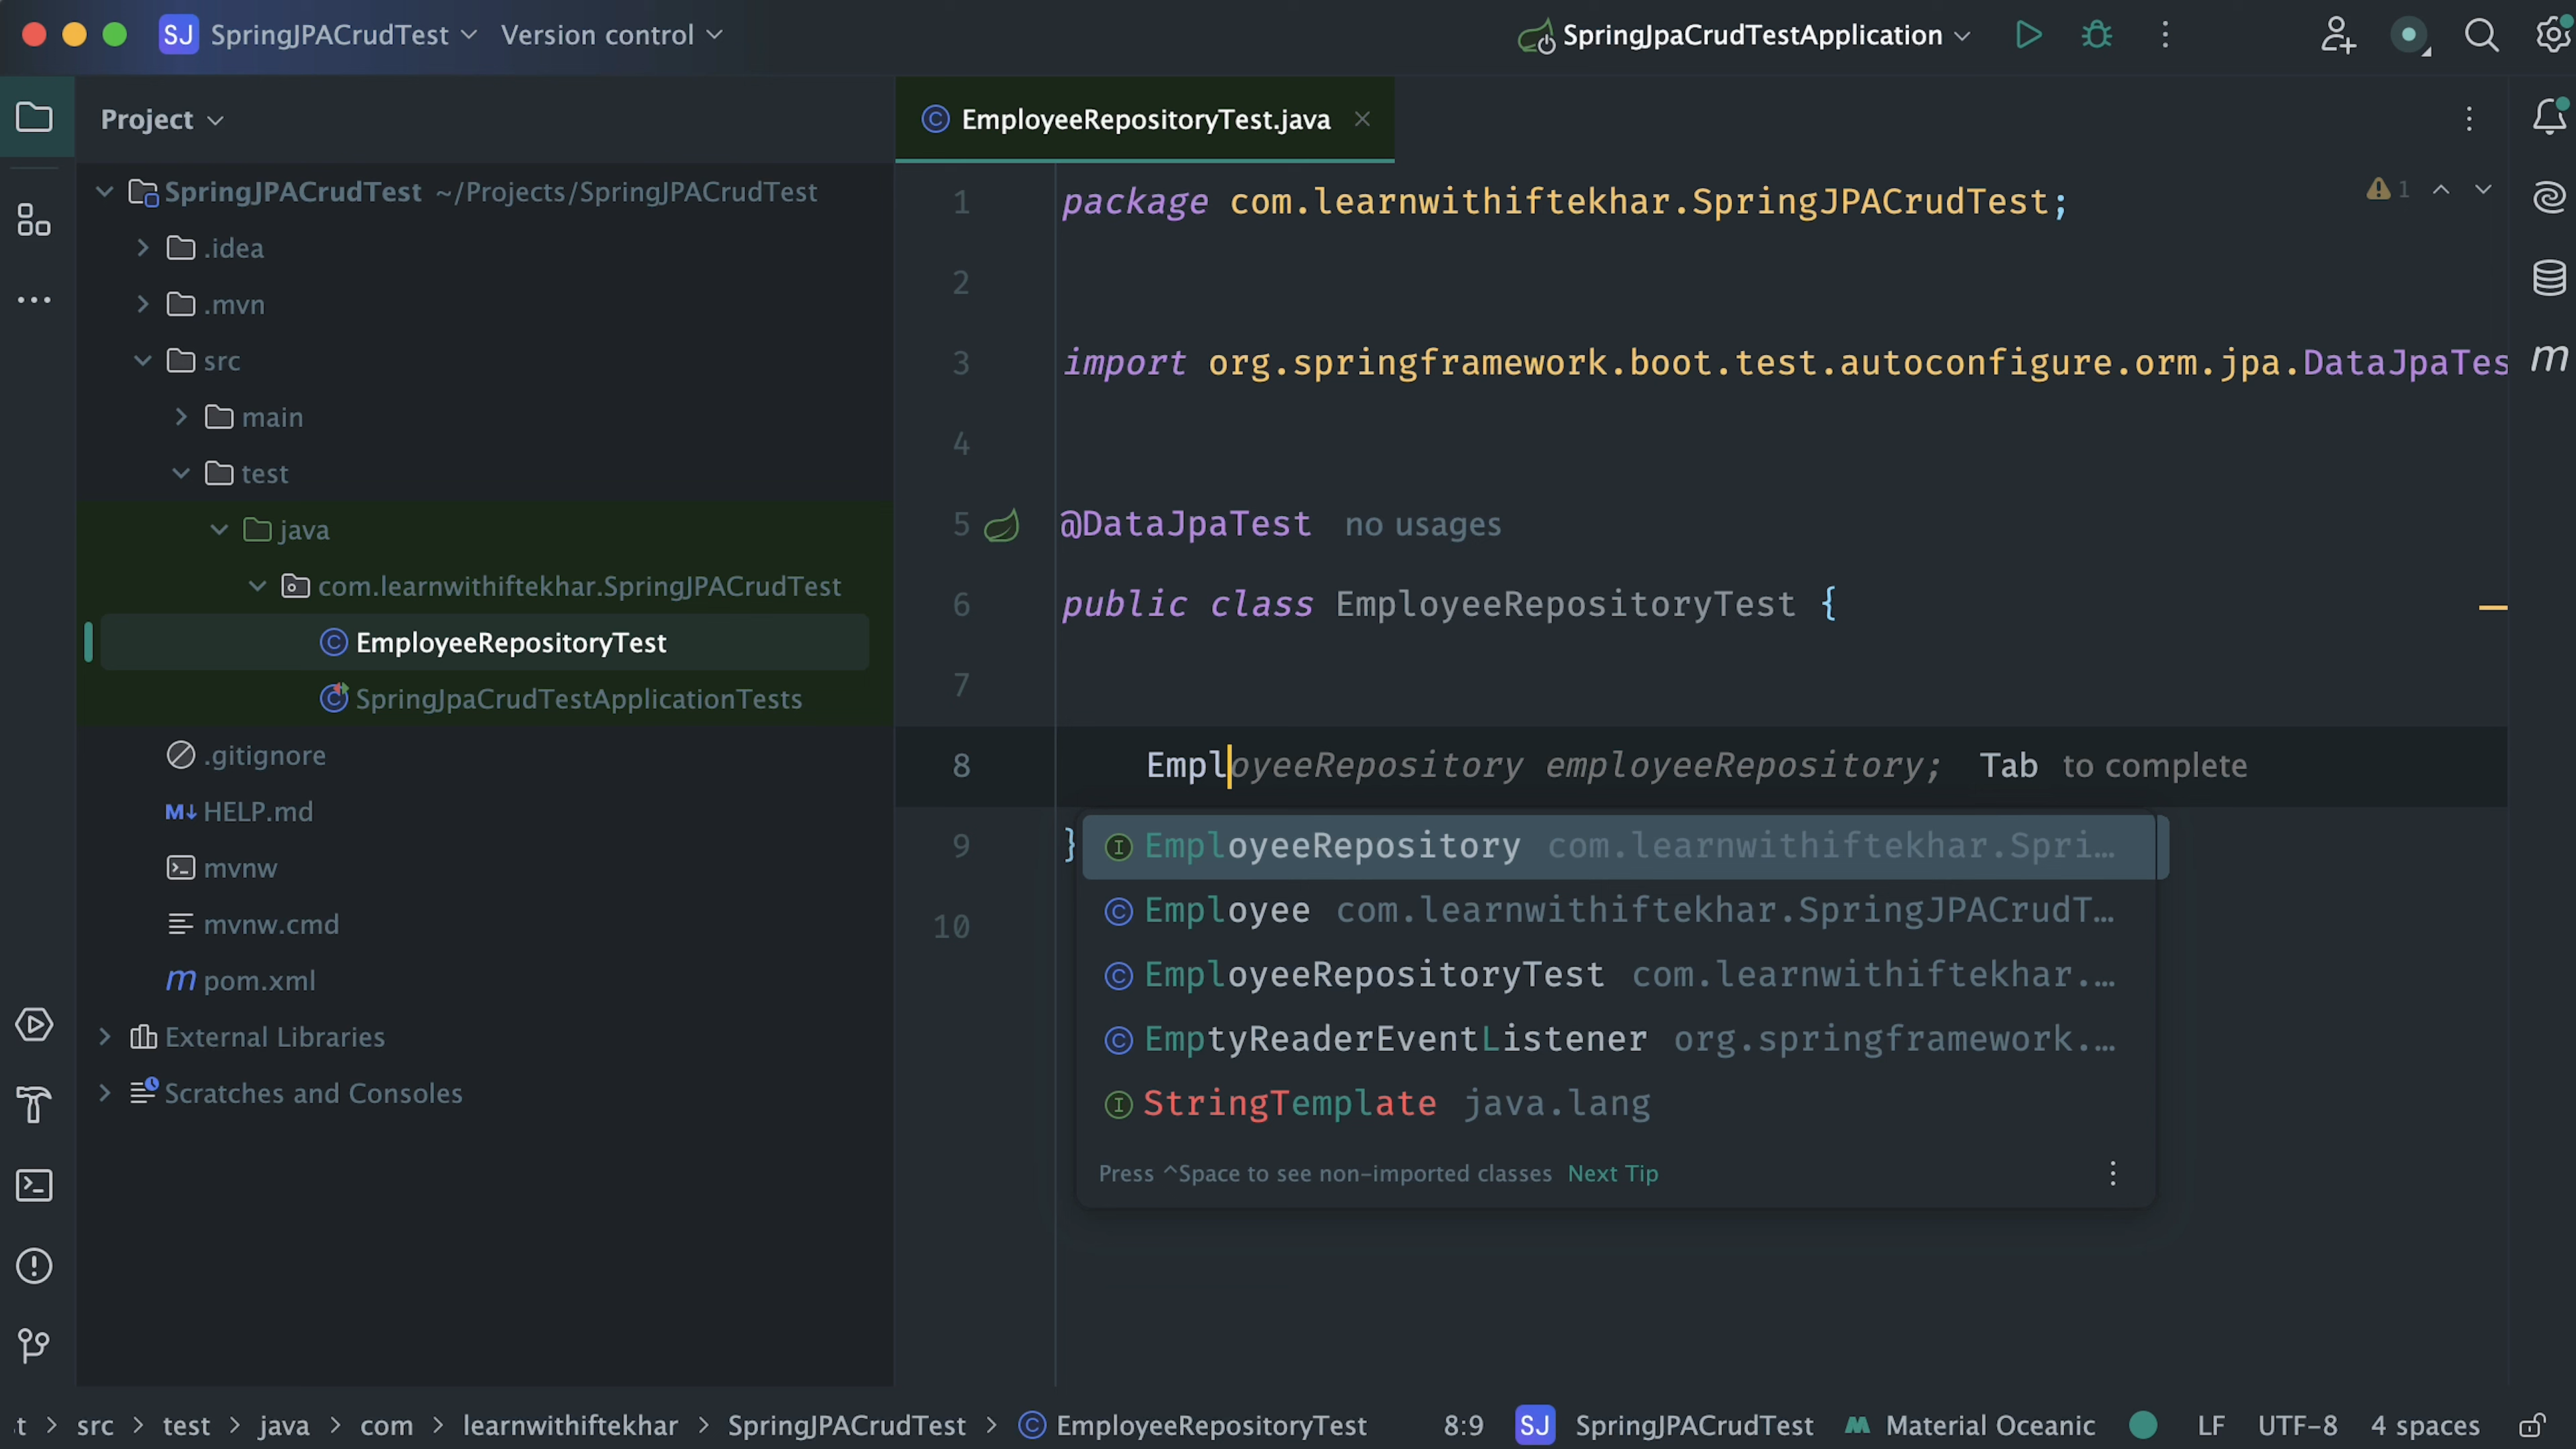 SJ SpringJPACrudTest Version control SpringJpaCrudTestApplication
Project
EmployeeRepositoryTest.java
SpringJPACrudTest ~/Projects/SpringJPACrudTest
.idea
.mvn
src
main
test
java
com.learnwithiftekhar.SpringJPACrudTest
EmployeeRepositoryTest
SpringJpaCrudTestApplicationTests
.gitignore
M↓ HELP.md
mvnw
mvnw.cmd
m pom.xml
External Libraries
Scratches and Consoles
1 package com.learnwithiftekhar.SpringJPACrudTest;
1
2
3 import org.springframework.boot.test.autoconfigure.orm.jpa.DataJpaTes
m
4
5 @DataJpaTest no usages
6 public class EmployeeRepositoryTest {
7
8 EmployeeRepository employeeRepository; Tab to complete
9 }
10
I EmployeeRepository com.learnwithiftekhar.Spri…
C Employee com.learnwithiftekhar.SpringJPACrudT…
C EmployeeRepositoryTest com.learnwithiftekhar.…
C EmptyReaderEventListener org.springframework.…
I StringTemplate java.lang
Press ^Space to see non-imported classes Next Tip
t > src > test > java > com > learnwithiftekhar > SpringJPACrudTest > EmployeeRepositoryTest 8:9 SJ SpringJPACrudTest Material Oceanic LF UTF-8 4 spaces